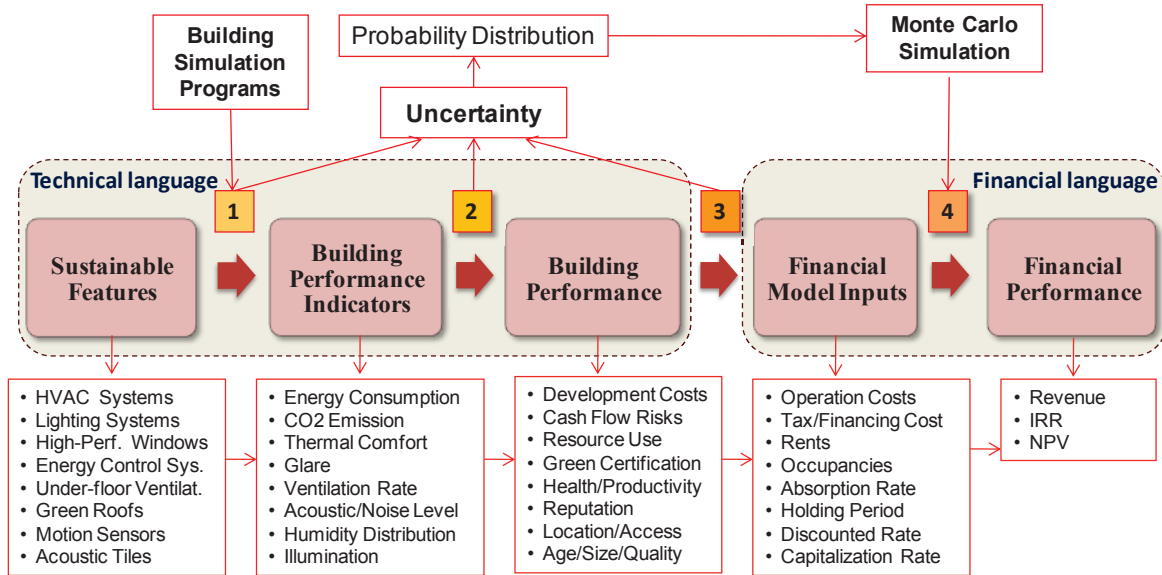 Building
Simulation
Programs
Probability Distribution
Monte Carlo
Simulation
Uncertainty
Technical language
Financial language
1
2
3
4
Sustainable
Features
Building
Performance
Indicators
Building
Performance
Financial
Model Inputs
Financial
Performance
• HVAC Systems
• Lighting Systems
• High-Perf. Windows
• Energy Control Sys.
• Under-floor Ventilat.
• Green Roofs
• Motion Sensors
• Acoustic Tiles
• Energy Consumption
• CO2 Emission
• Thermal Comfort
• Glare
• Ventilation Rate
• Acoustic/Noise Level
• Humidity Distribution
• Illumination
• Development Costs
• Cash Flow Risks
• Resource Use
• Green Certification
• Health/Productivity
• Reputation
• Location/Access
• Age/Size/Quality
• Operation Costs
• Tax/Financing Cost
• Rents
• Occupancies
• Absorption Rate
• Holding Period
• Discounted Rate
• Capitalization Rate
• Revenue
• IRR
• NPV